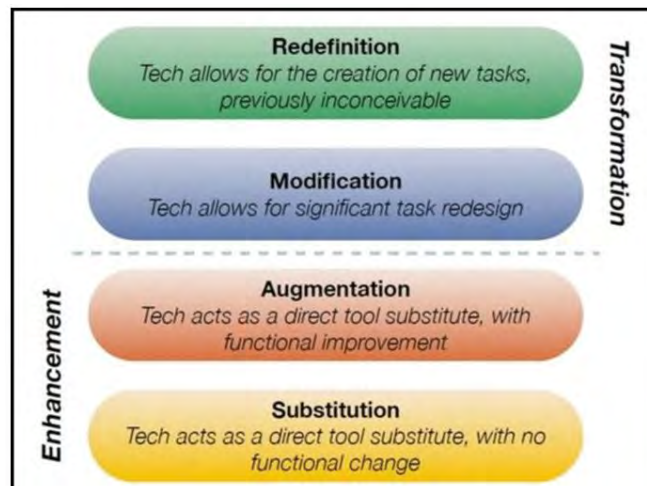 Redefinition
Tech allows for the creation of new tasks,
previously inconceivable
Modification
Tech allows for significant task redesign
Transformation
Augmentation
Tech acts as a direct tool substitute, with
functional improvement
Substitution
Tech acts as a direct tool substitute, with no
functional change
Enhancement